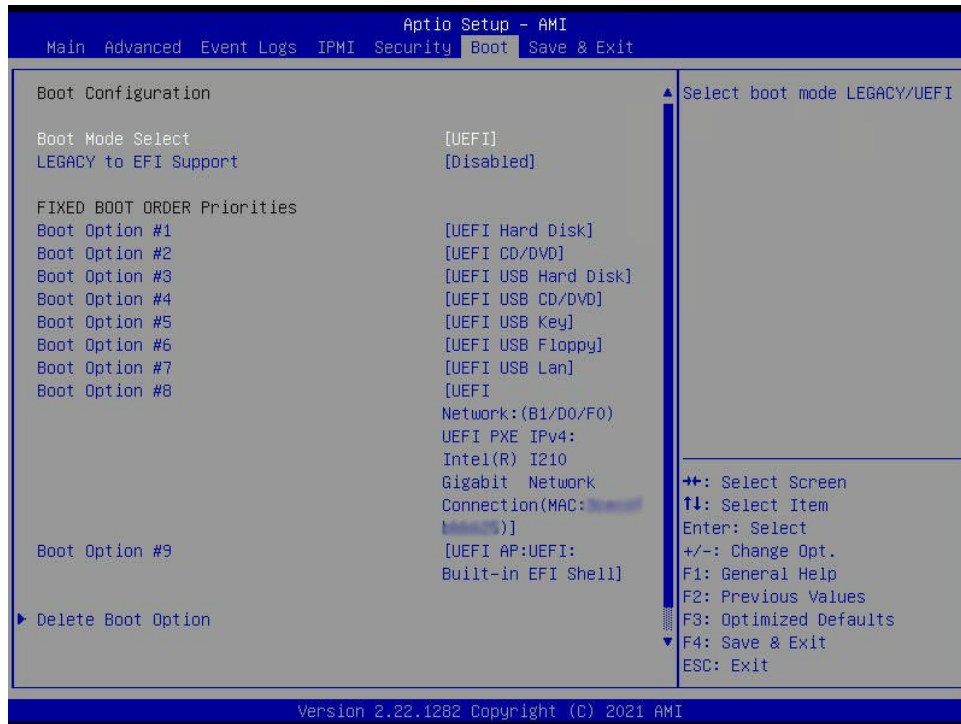 Aptio Setup – AMI
Main Advanced Event Logs IPMI Security Boot Save & Exit
Boot Configuration
Select boot mode LEGACY/UEFI
Boot Mode Select [UEFI]
LEGACY to EFI Support [Disabled]
FIXED BOOT ORDER Priorities
Boot Option #1 [UEFI Hard Disk]
Boot Option #2 [UEFI CD/DVD]
Boot Option #3 [UEFI USB Hard Disk]
Boot Option #4 [UEFI USB CD/DVD]
Boot Option #5 [UEFI USB Key]
Boot Option #6 [UEFI USB Floppy]
Boot Option #7 [UEFI USB Lan]
Boot Option #8 [UEFI
Network:(B1/D0/F0)
UEFI PXE IPv4:
Intel(R) I210
Gigabit Network
Connection(MAC:
)]
Boot Option #9 [UEFI AP:UEFI:
Built-in EFI Shell]
Delete Boot Option
→←: Select Screen
↑↓: Select Item
Enter: Select
+/-: Change Opt.
F1: General Help
F2: Previous Values
F3: Optimized Defaults
F4: Save & Exit
ESC: Exit
Version 2.22.1282 Copyright (C) 2021 AMI